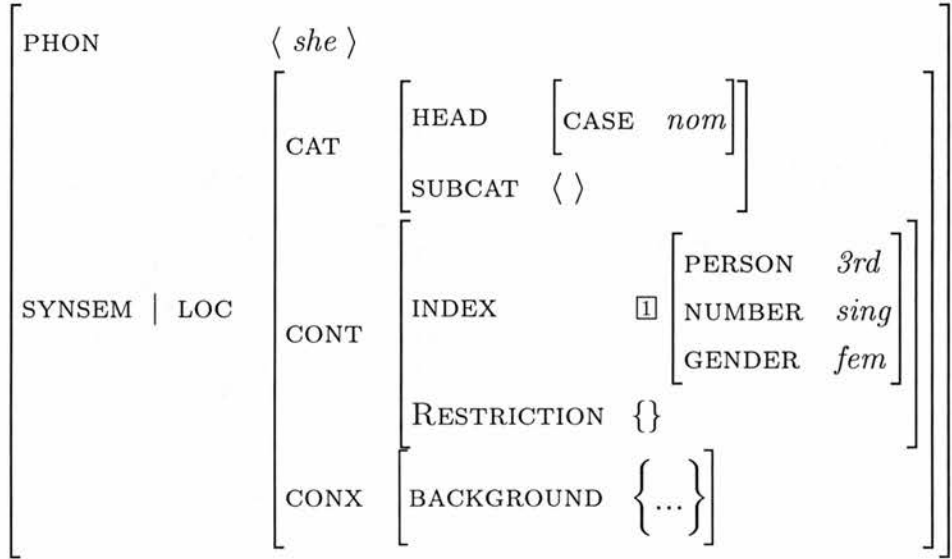 PHON ⟨ she ⟩
CAT HEAD [CASE nom]
SUBCAT ⟨ ⟩
SYNSEM | LOC CONT INDEX [1] PERSON 3rd
NUMBER sing
GENDER fem
RESTRICTION {}
CONX [BACKGROUND {...}]